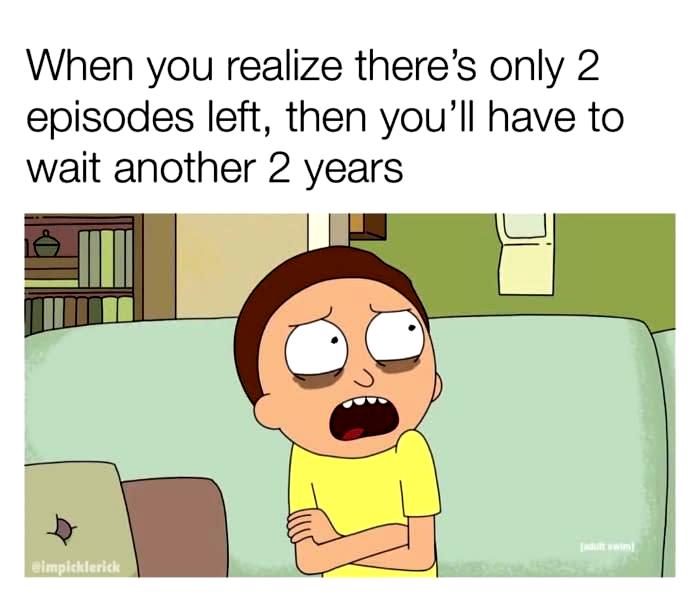 When you realize there’s only 2
episodes left, then you’ll have to
wait another 2 years
[adult swim]
@impicklerick